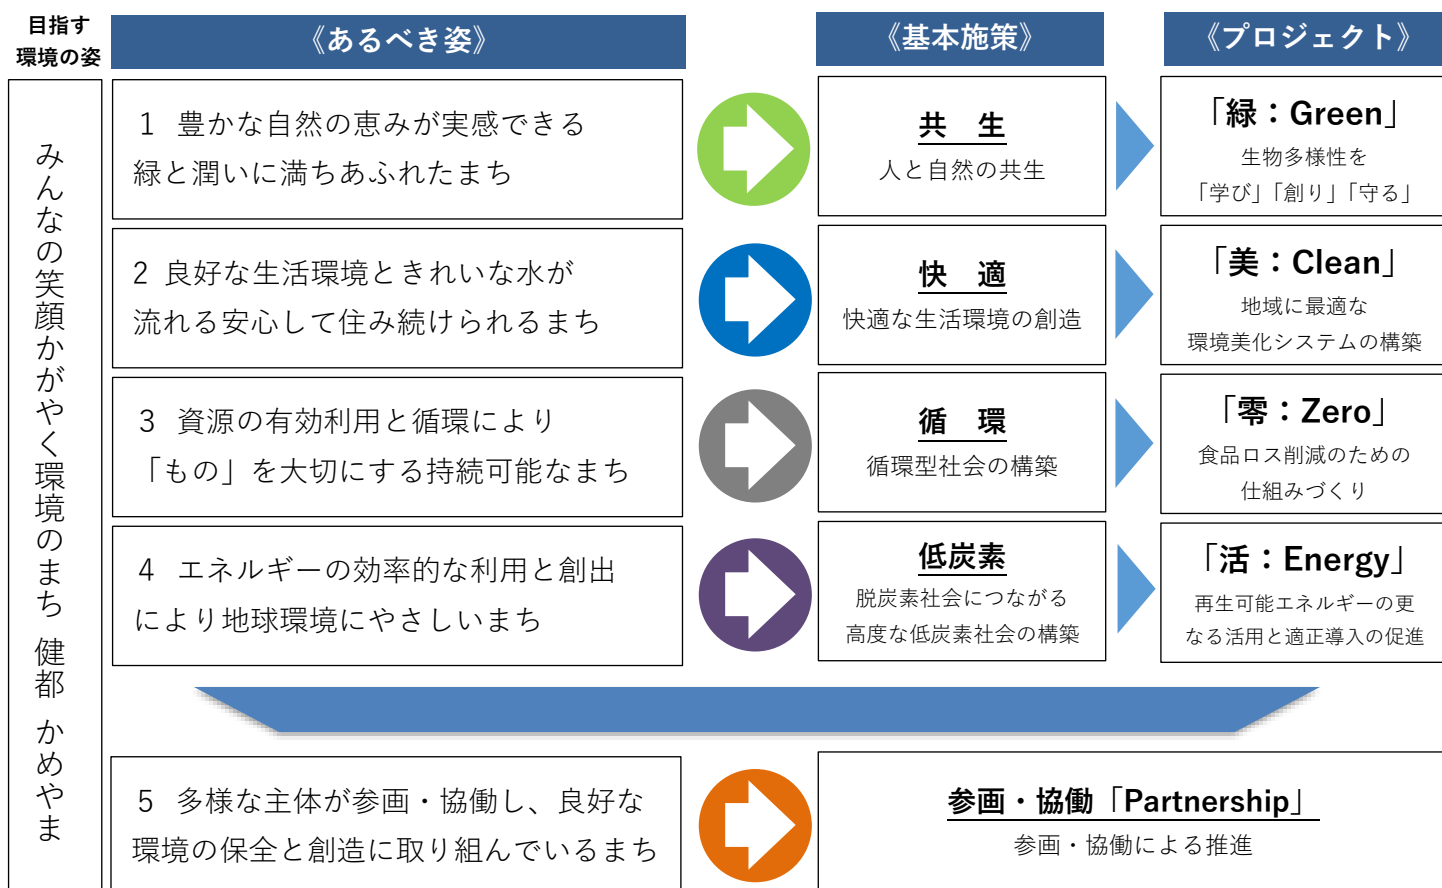 目指す
環境の姿
《あるべき姿》
《基本施策》
《プロジェクト》
みんなの笑顔かがやく環境のまち 健都 かめやま
1 豊かな自然の恵みが実感できる
緑と潤いに満ちあふれたまち
共 生
人と自然の共生
「緑：Green」
生物多様性を
「学び」「創り」「守る」
2 良好な生活環境ときれいな水が
流れる安心して住み続けられるまち
快 適
快適な生活環境の創造
「美：Clean」
地域に最適な
環境美化システムの構築
3 資源の有効利用と循環により
「もの」を大切にする持続可能なまち
循 環
循環型社会の構築
「零：Zero」
食品ロス削減のための
仕組みづくり
4 エネルギーの効率的な利用と創出
により地球環境にやさしいまち
低炭素
脱炭素社会につながる
高度な低炭素社会の構築
「活：Energy」
再生可能エネルギーの更
なる活用と適正導入の促進
5 多様な主体が参画・協働し、良好な
環境の保全と創造に取り組んでいるまち
参画・協働「Partnership」
参画・協働による推進